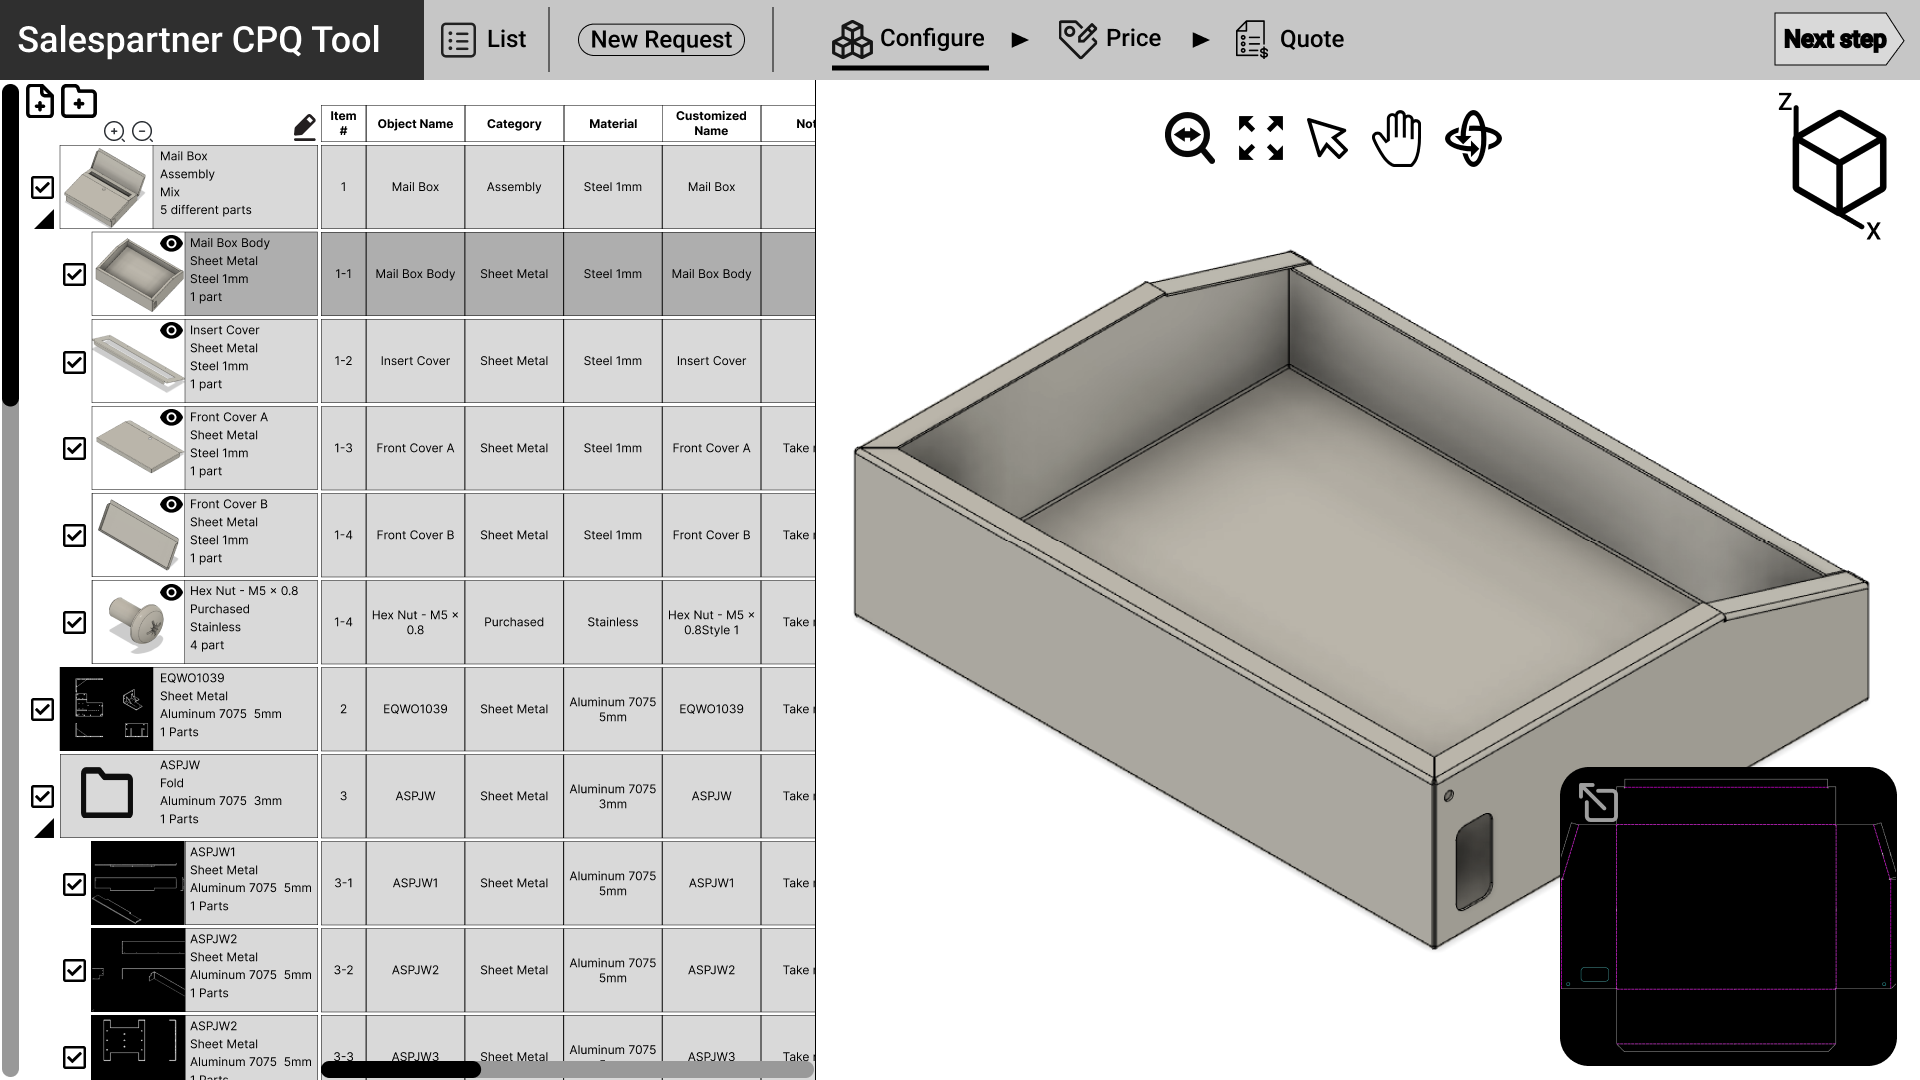 Salespartner CPQ Tool
List
New Request
Configure
Price
Quote
Next step
Item #
Object Name
Category
Material
Customized Name
Mail Box
Assembly
Mix
5 different parts
1
Mail Box
Assembly
Steel 1mm
Mail Box
Mail Box Body
Sheet Metal
Steel 1mm
1 part
1-1
Mail Box Body
Sheet Metal
Steel 1mm
Mail Box Body
Insert Cover
Sheet Metal
Steel 1mm
1 part
1-2
Insert Cover
Sheet Metal
Steel 1mm
Insert Cover
Front Cover A
Sheet Metal
Steel 1mm
1 part
1-3
Front Cover A
Sheet Metal
Steel 1mm
Front Cover A
Take
Front Cover B
Sheet Metal
Steel 1mm
1 part
1-4
Front Cover B
Sheet Metal
Steel 1mm
Front Cover B
Take
Hex Nut - M5 × 0.8
Purchased
Stainless
4 part
1-4
Hex Nut - M5 ×
0.8
Purchased
Stainless
Hex Nut - M5 ×
0.8Style 1
Take
EQWO1039
Sheet Metal
Aluminum 7075  5mm
1 Parts
2
EQWO1039
Sheet Metal
Aluminum 7075
5mm
EQWO1039
Take
ASPJW
Fold
Aluminum 7075  3mm
1 Parts
3
ASPJW
Sheet Metal
Aluminum 7075
3mm
ASPJW
Take
ASPJW1
Sheet Metal
Aluminum 7075  5mm
1 Parts
3-1
ASPJW1
Sheet Metal
Aluminum 7075
5mm
ASPJW1
Take
ASPJW2
Sheet Metal
Aluminum 7075  5mm
1 Parts
3-2
ASPJW2
Sheet Metal
Aluminum 7075
5mm
ASPJW2
Take
ASPJW2
Sheet Metal
Aluminum 7075  5mm
1 Parts
3-3
ASPJW3
Sheet Metal
Aluminum 7075
ASPJW3
Take
Z
X